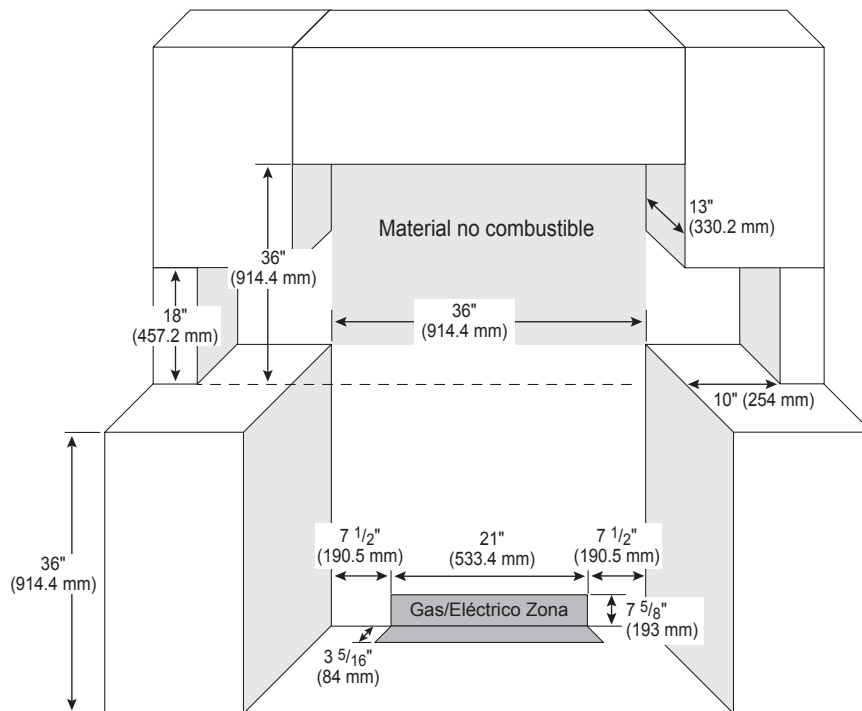 Material no combustible
13"
(330.2 mm)
36"
(914.4 mm)
18"
(457.2 mm)
36"
(914.4 mm)
10" (254 mm)
36"
(914.4 mm)
7 1/2"
(190.5 mm)
21"
(533.4 mm)
7 1/2"
(190.5 mm)
Gas/Eléctrico Zona
7 5/8"
(193 mm)
3 5/16"
(84 mm)